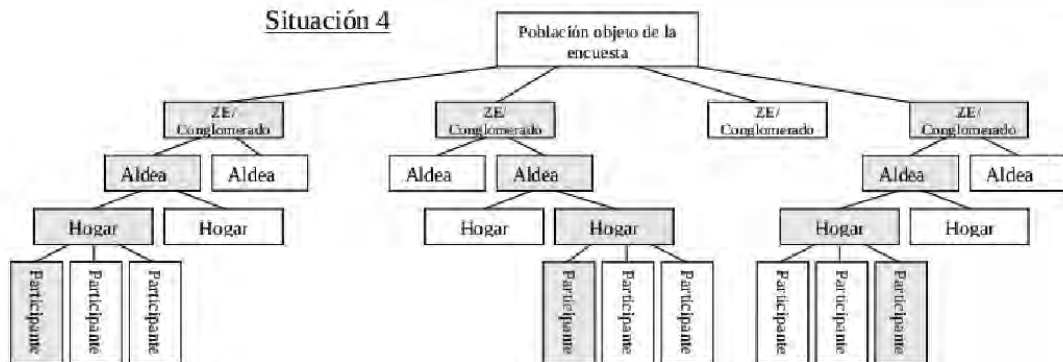 Situación 4
Población objeto de la
encuesta
ZE/
Conglomerado
ZE/
Conglomerado
ZE/
Conglomerado
ZE/
Conglomerado
Aldea
Aldea
Aldea
Aldea
Aldea
Aldea
Hogar
Hogar
Hogar
Hogar
Hogar
Hogar
Participante
Participante
Participante
Participante
Participante
Participante
Participante
Participante
Participante